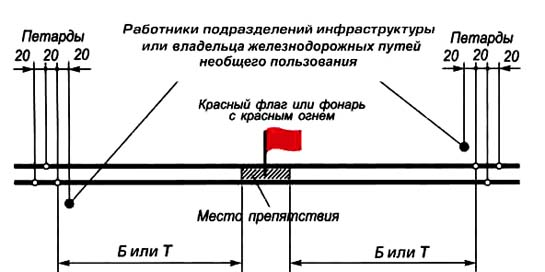 Работники подразделений инфраструктуры
или владельца железнодорожных путей
необщего пользования
Петарды
20 20 20
Петарды
20 20 20
Красный флаг или фонарь
с красным огнем
Место препятствия
Б или Т
Б или Т